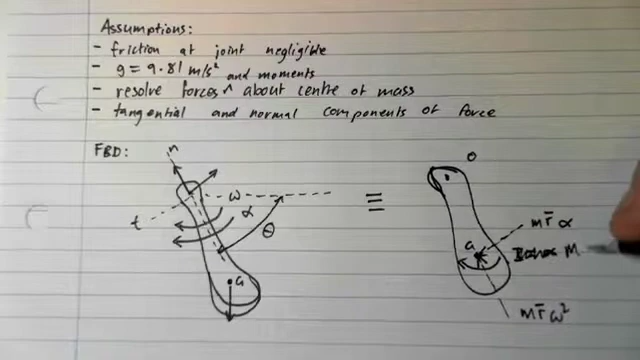 Assumptions:
- friction at joint negligible
- g = 9.81 m/s²
- resolve forces ^ and moments about centre of mass
- tangential and normal components of force
FBD:
n
O
t
ω
α
θ
G
≡
G
mr̄α
mr̄ω²